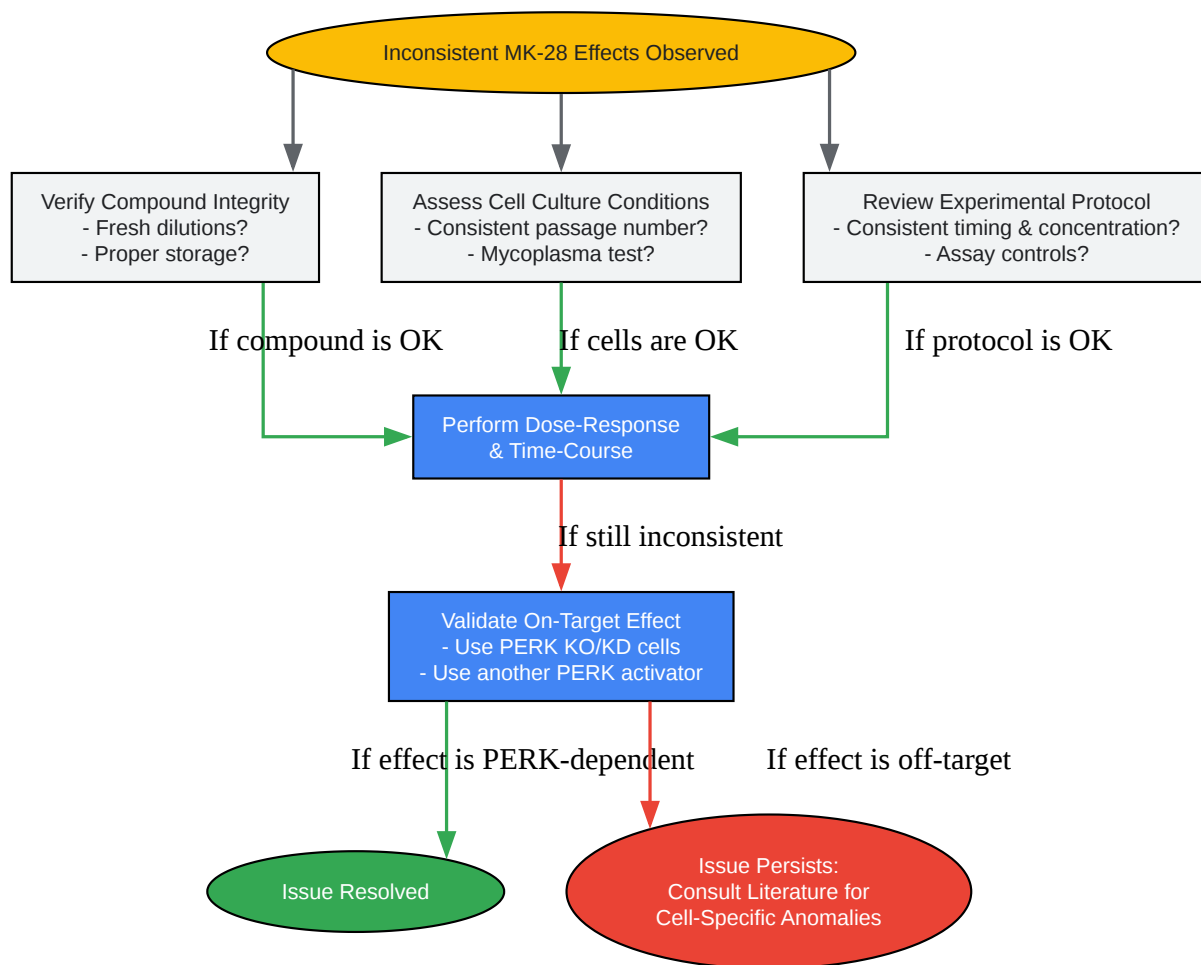 Inconsistent MK-28 Effects Observed
Verify Compound Integrity
- Fresh dilutions?
- Proper storage?
Assess Cell Culture Conditions
- Consistent passage number?
- Mycoplasma test?
Review Experimental Protocol
- Consistent timing & concentration?
- Assay controls?
If compound is OK
If cells are OK
If protocol is OK
Perform Dose-Response
& Time-Course
If still inconsistent
Validate On-Target Effect
- Use PERK KO/KD cells
- Use another PERK activator
If effect is PERK-dependent
If effect is off-target
Issue Resolved
Issue Persists:
Consult Literature for
Cell-Specific Anomalies